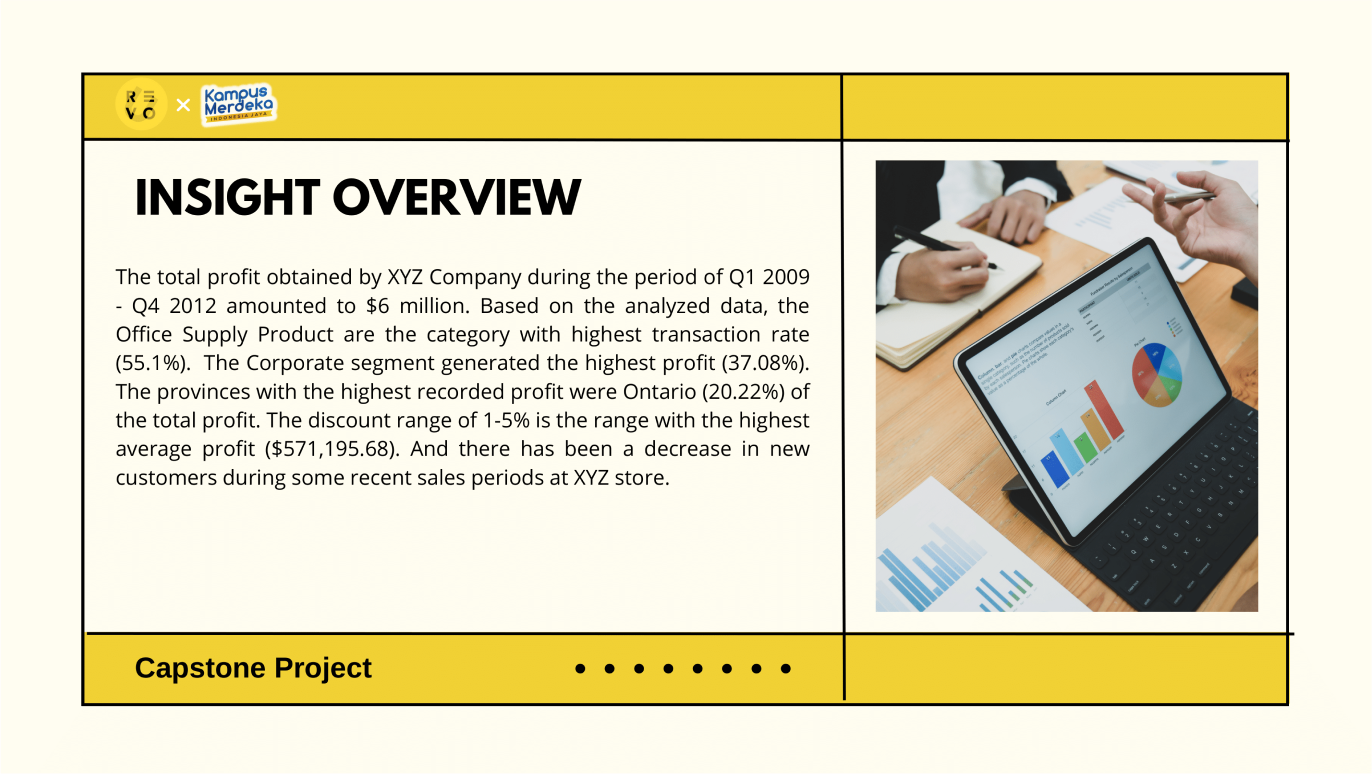 REVO
×
Kampus
Merdeka
INDONESIA JAYA
INSIGHT OVERVIEW
The total profit obtained by XYZ Company during the period of Q1 2009
- Q4 2012 amounted to $6 million. Based on the analyzed data, the
Office Supply Product are the category with highest transaction rate
(55.1%).  The Corporate segment generated the highest profit (37.08%).
The provinces with the highest recorded profit were Ontario (20.22%) of
the total profit. The discount range of 1-5% is the range with the highest
average profit ($571,195.68). And there has been a decrease in new
customers during some recent sales periods at XYZ store.
Column Chart
Pie Chart
Capstone Project